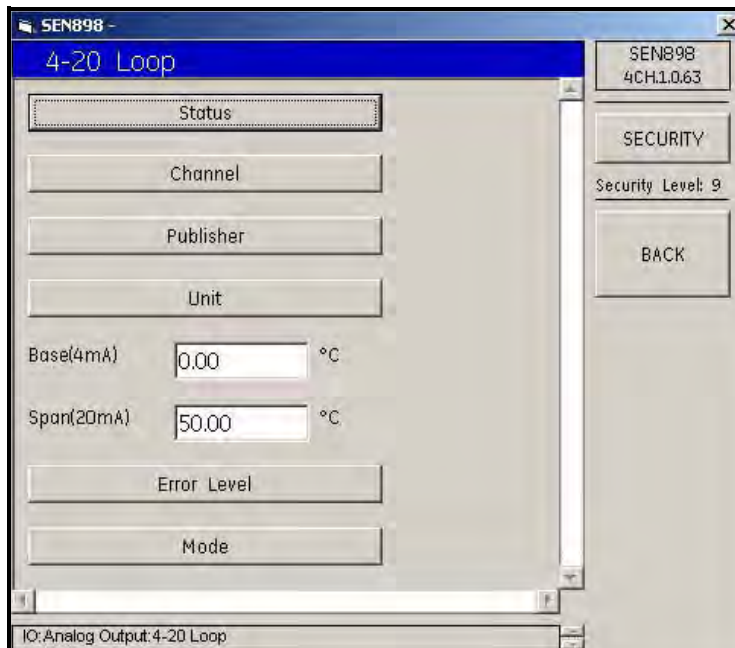 SEN898 -
4-20 Loop
SEN898
4CH.1.0.63
Status
SECURITY
Channel
Security Level: 9
Publisher
BACK
Unit
Base(4mA) 0.00 °C
Span(20mA) 50.00 °C
Error Level
Mode
IO:Analog Output:4-20 Loop